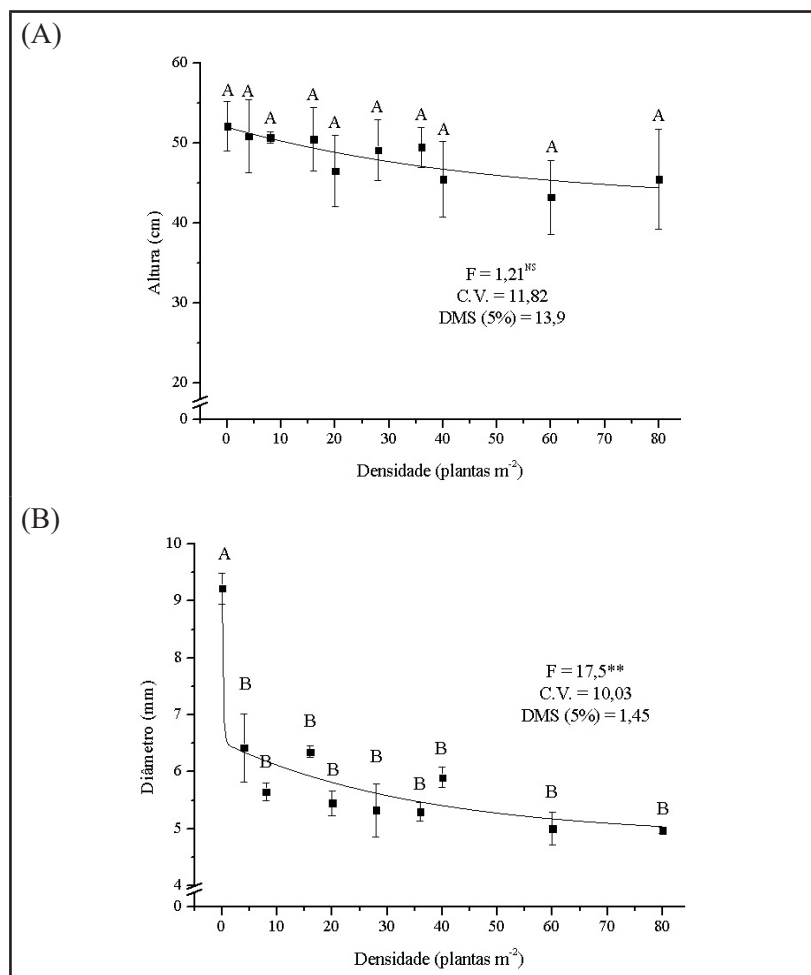 (A)
60
50
40
30
20
0
Altura (cm)
A A A A A A A A A A
F = 1,21NS
C.V. = 11,82
DMS (5%) = 13,9
0 10 20 30 40 50 60 70 80
Densidade (plantas m-2)
(B)
10
9
8
7
6
5
4
0
Diâmetro (mm)
A B B B B B B B B B
F = 17,5**
C.V. = 10,03
DMS (5%) = 1,45
0 10 20 30 40 50 60 70 80
Densidade (plantas m-2)